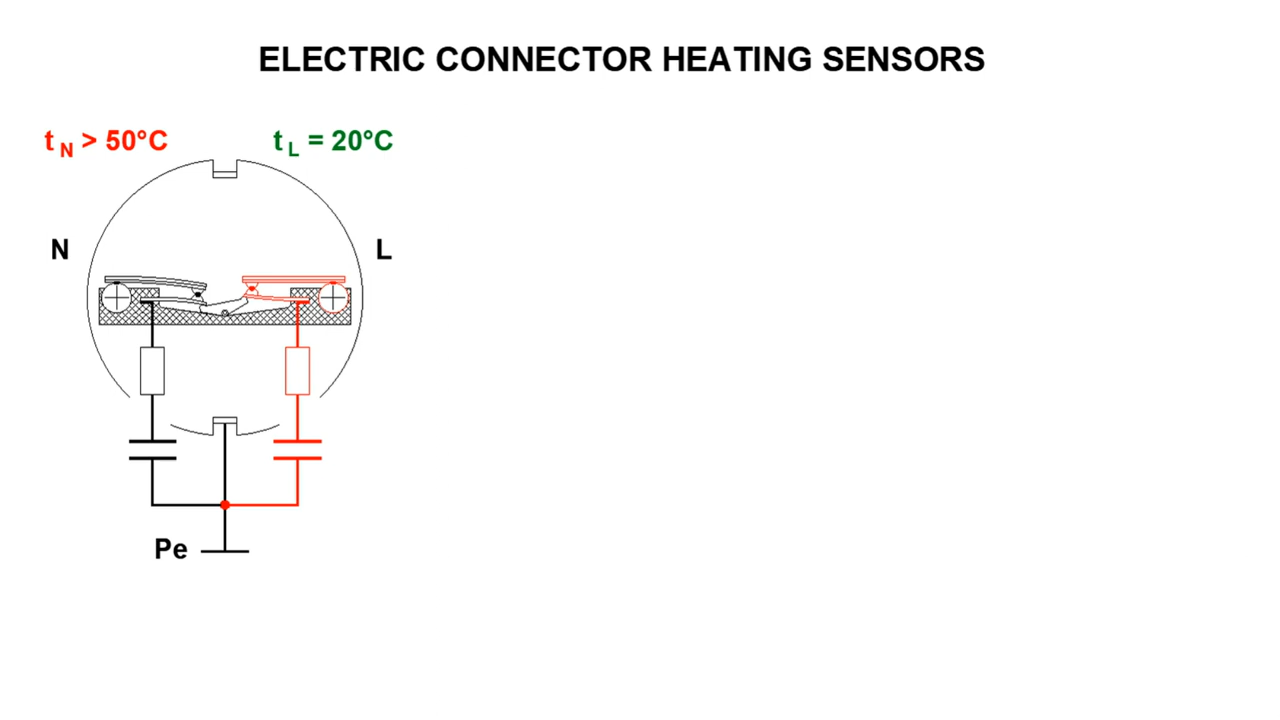 ELECTRIC CONNECTOR HEATING SENSORS
t N > 50°C
t L = 20°C
N
L
Pe